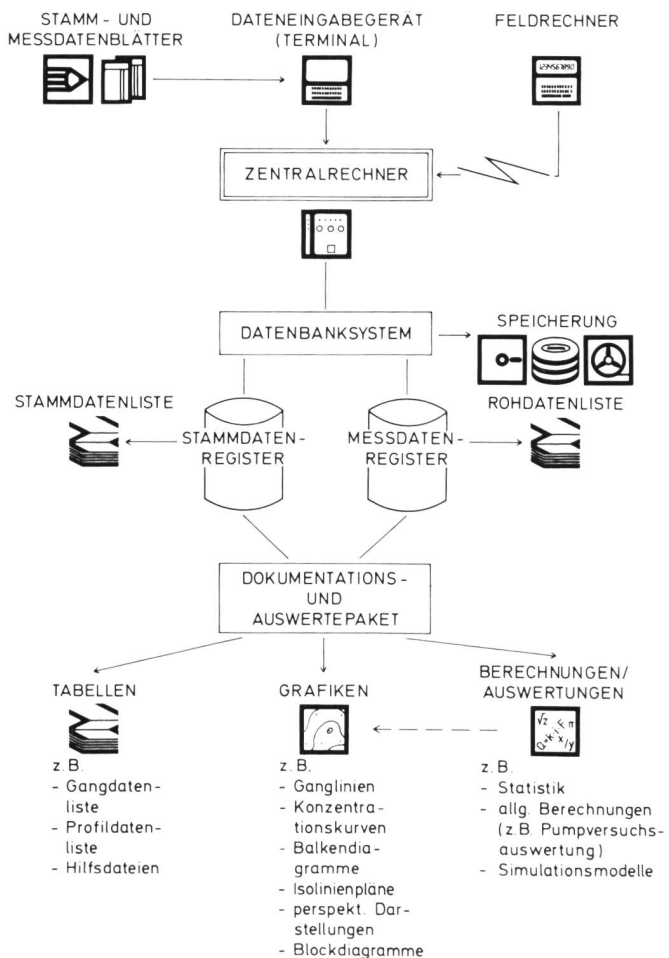 STAMM- UND
MESSDATENBLÄTTER
DATENEINGABEGERÄT
(TERMINAL)
FELDRECHNER
1234567890
ZENTRALRECHNER
DATENBANKSYSTEM
SPEICHERUNG
STAMMDATENLISTE
STAMMDATEN-
REGISTER
MESSDATEN-
REGISTER
ROHDATENLISTE
DOKUMENTATIONS-
UND
AUSWERTEPAKET
TABELLEN
z.B.
- Gangdaten-
liste
- Profildaten-
liste
- Hilfsdateien
GRAFIKEN
z.B.
- Ganglinien
- Konzentra-
tionskurven
- Balkendia-
gramme
- Isolinienpläne
- perspekt. Dar-
stellungen
- Blockdiagramme
BERECHNUNGEN/
AUSWERTUNGEN
z.B.
- Statistik
- allg. Berechnungen
(z.B. Pumpversuchs-
auswertung)
- Simulationsmodelle